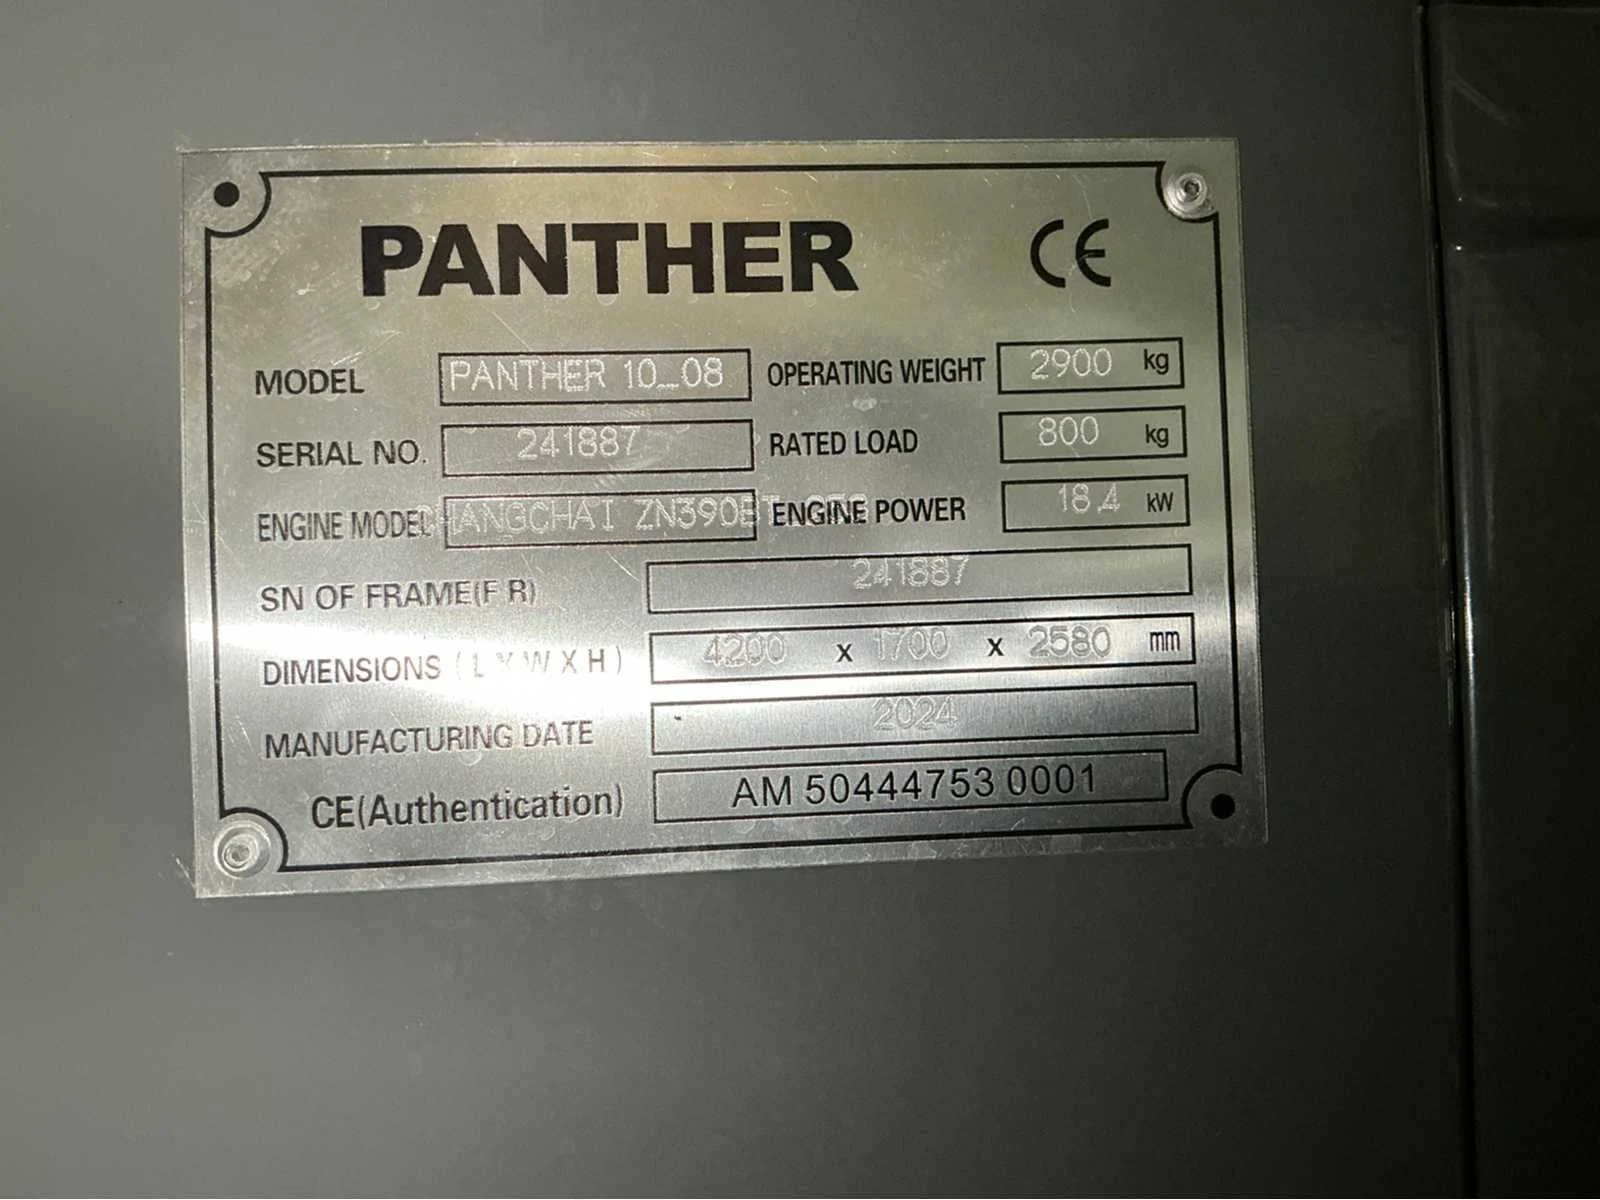 PANTHER CE
MODEL PANTHER 10_08 OPERATING WEIGHT 2900 kg
SERIAL NO. 241887 RATED LOAD 800 kg
ENGINE MODEL CHANGCHAI ZN390BT ENGINE POWER 18.4 kW
SN OF FRAME(F R) 241887
DIMENSIONS ( L X W X H ) 4200 x 1700 x 2580 mm
MANUFACTURING DATE 2024
CE(Authentication) AM 50444753 0001